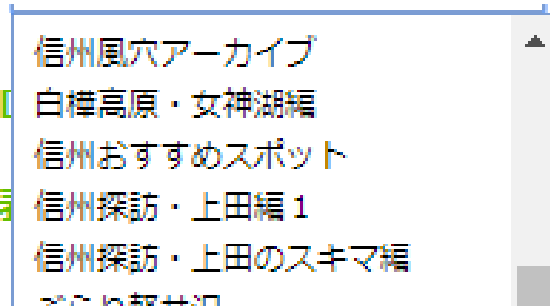 信州風穴アーカイブ
白樺高原・女神湖編
信州おすすめスポット
信州探訪・上田編１
信州探訪・上田のスキマ編